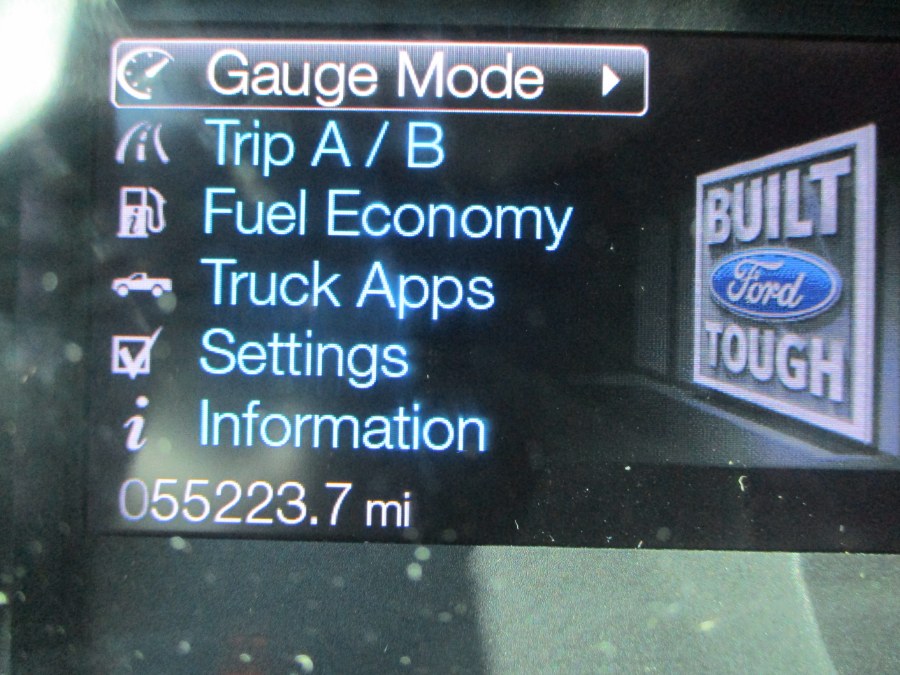 Gauge Mode
Trip A / B
Fuel Economy
Truck Apps
Settings
Information
055223.7 mi
BUILT
Ford
TOUGH